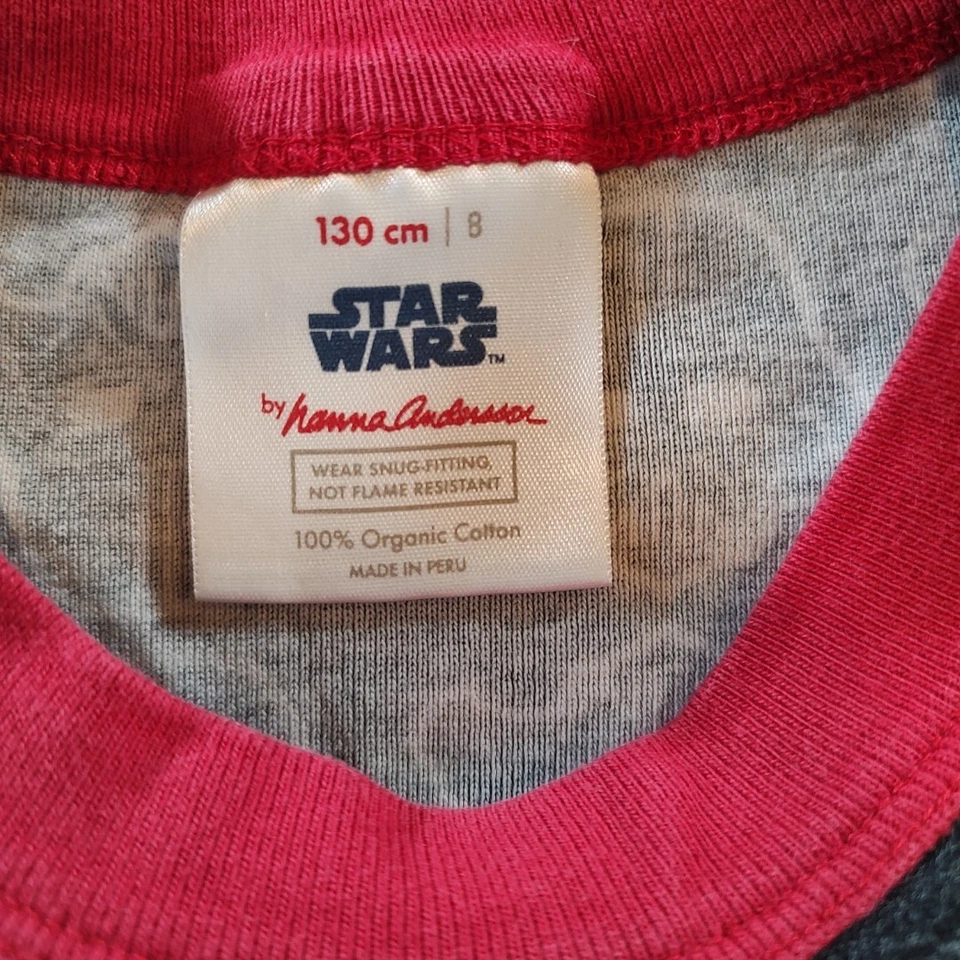 130 cm | 8
STAR
WARS™
by hanna Andersson
WEAR SNUG-FITTING,
NOT FLAME RESISTANT
100% Organic Cotton
MADE IN PERU